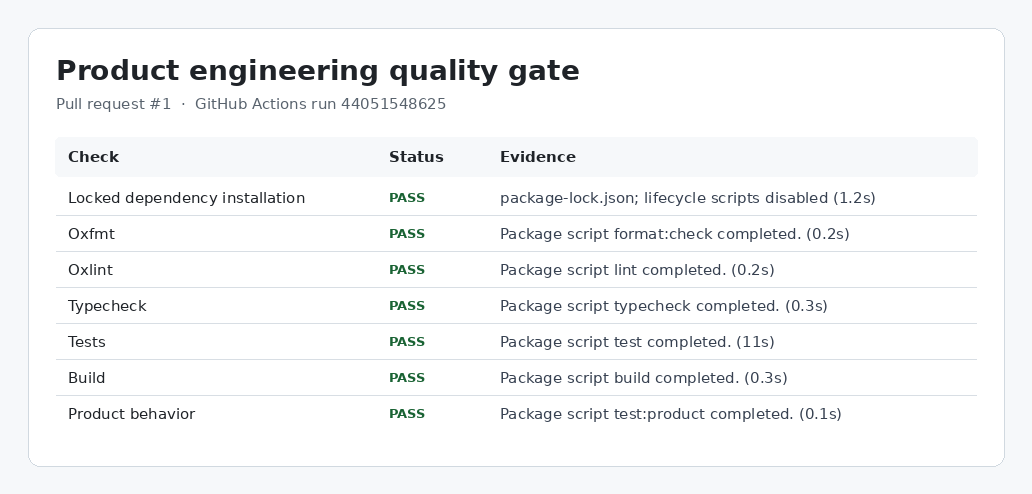 Product engineering quality gate
Pull request #1 · GitHub Actions run 44051548625
Check Status Evidence
Locked dependency installation PASS package-lock.json; lifecycle scripts disabled (1.2s)
Oxfmt PASS Package script format:check completed. (0.2s)
Oxlint PASS Package script lint completed. (0.2s)
Typecheck PASS Package script typecheck completed. (0.3s)
Tests PASS Package script test completed. (11s)
Build PASS Package script build completed. (0.3s)
Product behavior PASS Package script test:product completed. (0.1s)